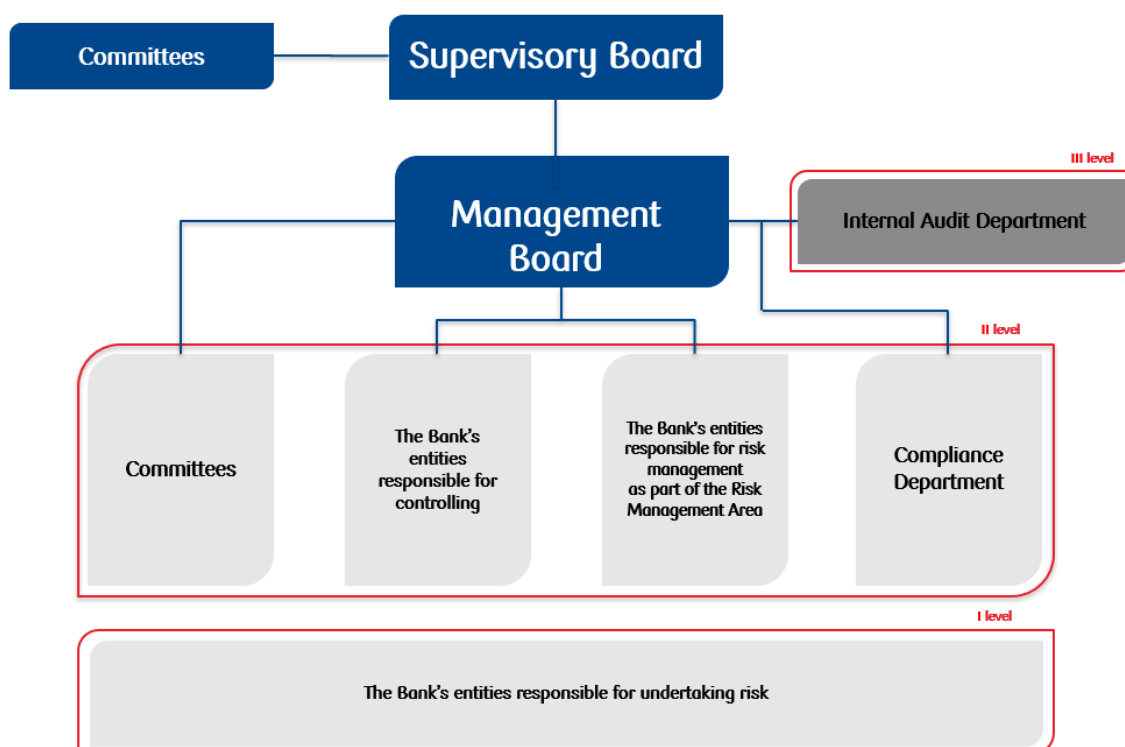 Committees
Supervisory Board
III level
Management
Board
Internal Audit Department
II level
Committees
The Bank's
entities
responsible for
controlling
The Bank's entities
responsible for risk
management
as part of the Risk
Management Area
Compliance
Department
I level
The Bank's entities responsible for undertaking risk